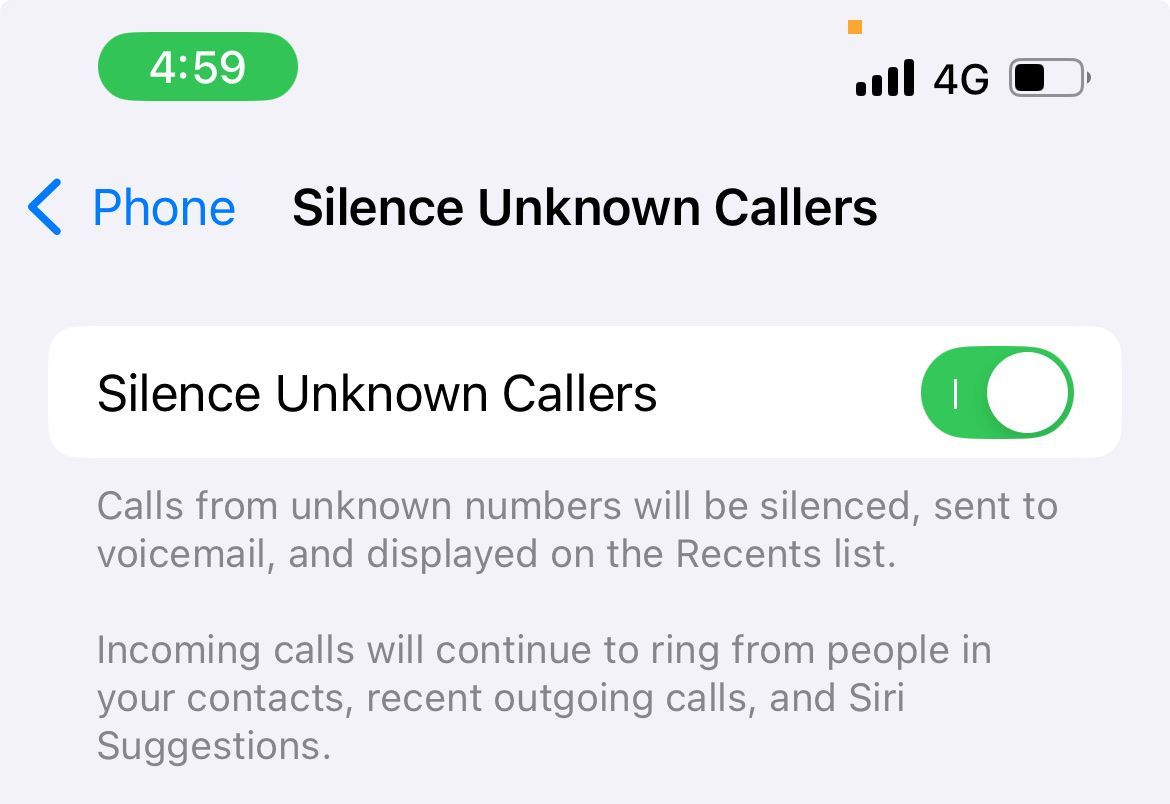 4:59 4G
Phone Silence Unknown Callers
Silence Unknown Callers
Calls from unknown numbers will be silenced, sent to
voicemail, and displayed on the Recents list.
Incoming calls will continue to ring from people in
your contacts, recent outgoing calls, and Siri
Suggestions.